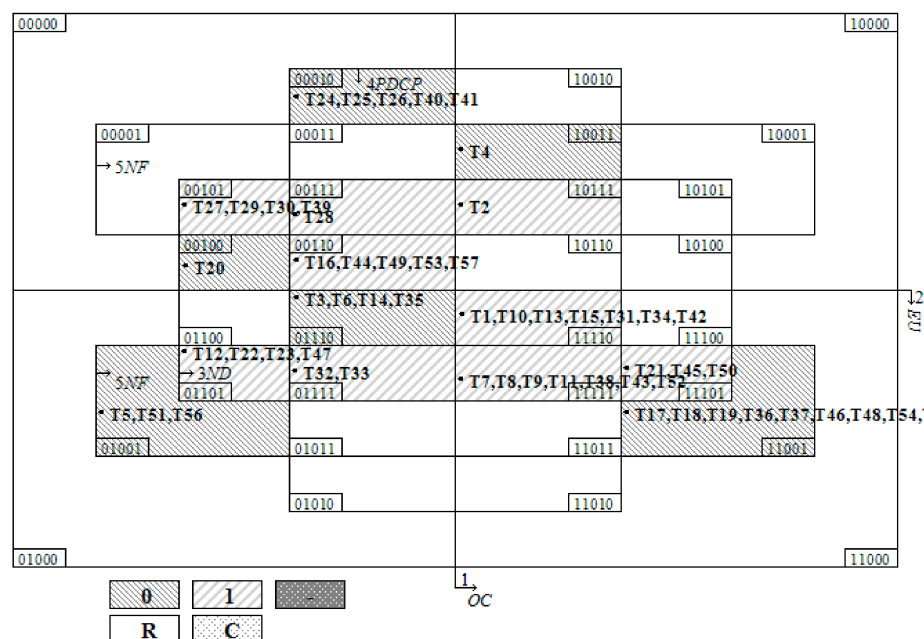 00000 10000
00010 4PDCP 10010
T24,T25,T26,T40,T41
00001 00011 10011 10001
T4
5NF
00101 00111 10111 10101
T27,T29,T30,T39 T28 T2
00100 00110 10110 10100
T20 T16,T44,T49,T53,T57
2
EU
T3,T6,T14,T35 T1,T10,T13,T15,T31,T34,T42
01100 01110 11110 11100
T12,T22,T23,T47
5NF 3ND T32,T33 T7,T8,T9,T11,T38,T43,T52 T21,T45,T50
01101 01111 11111 11101
T5,T51,T56 T17,T18,T19,T36,T37,T46,T48,T54,
01001 01011 11011 11001
01010 11010
01000 11000
1
OC
0 1 -
R C